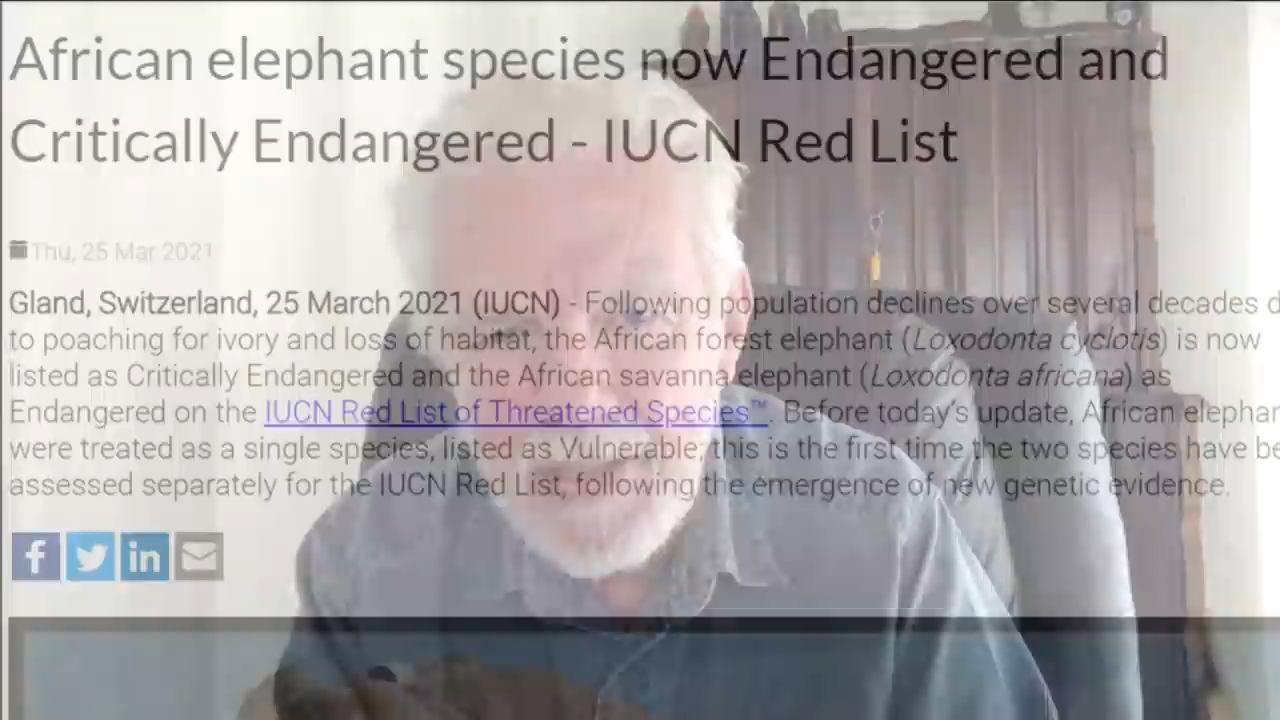 African elephant species now Endangered and
Critically Endangered - IUCN Red List
Thu, 25 Mar 2021
Gland, Switzerland, 25 March 2021 (IUCN) - Following population declines over several decades d
to poaching for ivory and loss of habitat, the African forest elephant (Loxodonta cyclotis) is now
listed as Critically Endangered and the African savanna elephant (Loxodonta africana) as
Endangered on the IUCN Red List of Threatened Species™. Before today's update, African elephan
were treated as a single species, listed as Vulnerable; this is the first time the two species have be
assessed separately for the IUCN Red List, following the emergence of new genetic evidence.
f in